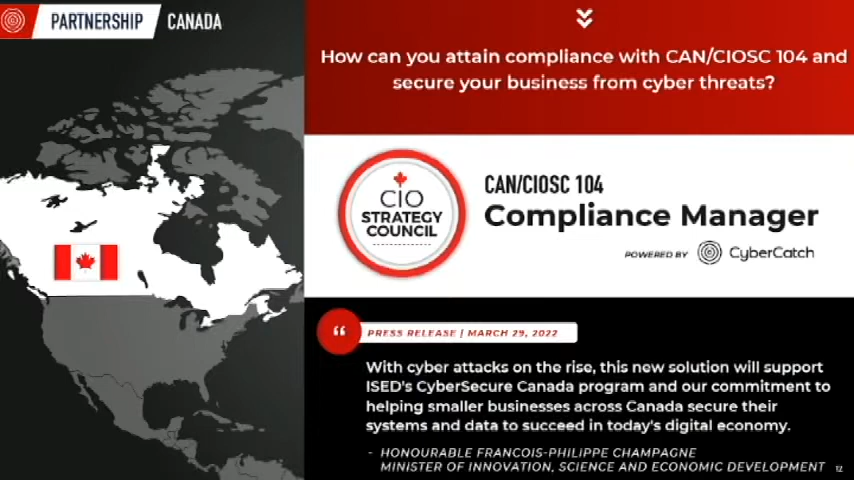 PARTNERSHIP CANADA
How can you attain compliance with CAN/CIOSC 104 and
secure your business from cyber threats?
CIO
STRATEGY
COUNCIL
CAN/CIOSC 104
Compliance Manager
POWERED BY CyberCatch
PRESS RELEASE | MARCH 29, 2022
With cyber attacks on the rise, this new solution will support
ISED's CyberSecure Canada program and our commitment to
helping smaller businesses across Canada secure their
systems and data to succeed in today's digital economy.
- HONOURABLE FRANCOIS-PHILIPPE CHAMPAGNE
MINISTER OF INNOVATION, SCIENCE AND ECONOMIC DEVELOPMENT
12